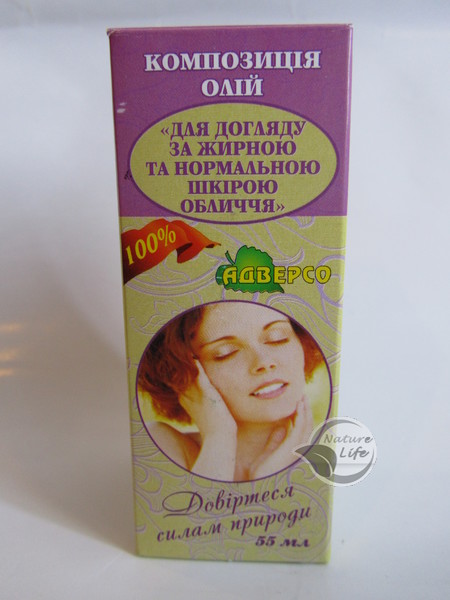 КОМПОЗИЦІЯ
ОЛІЙ
«ДЛЯ ДОГЛЯДУ
ЗА ЖИРНОЮ
ТА НОРМАЛЬНОЮ
ШКІРОЮ
ОБЛИЧЧЯ»
100%
АДВЕРСО
Nature
Life
Довіртеся
силам природи
55 мл